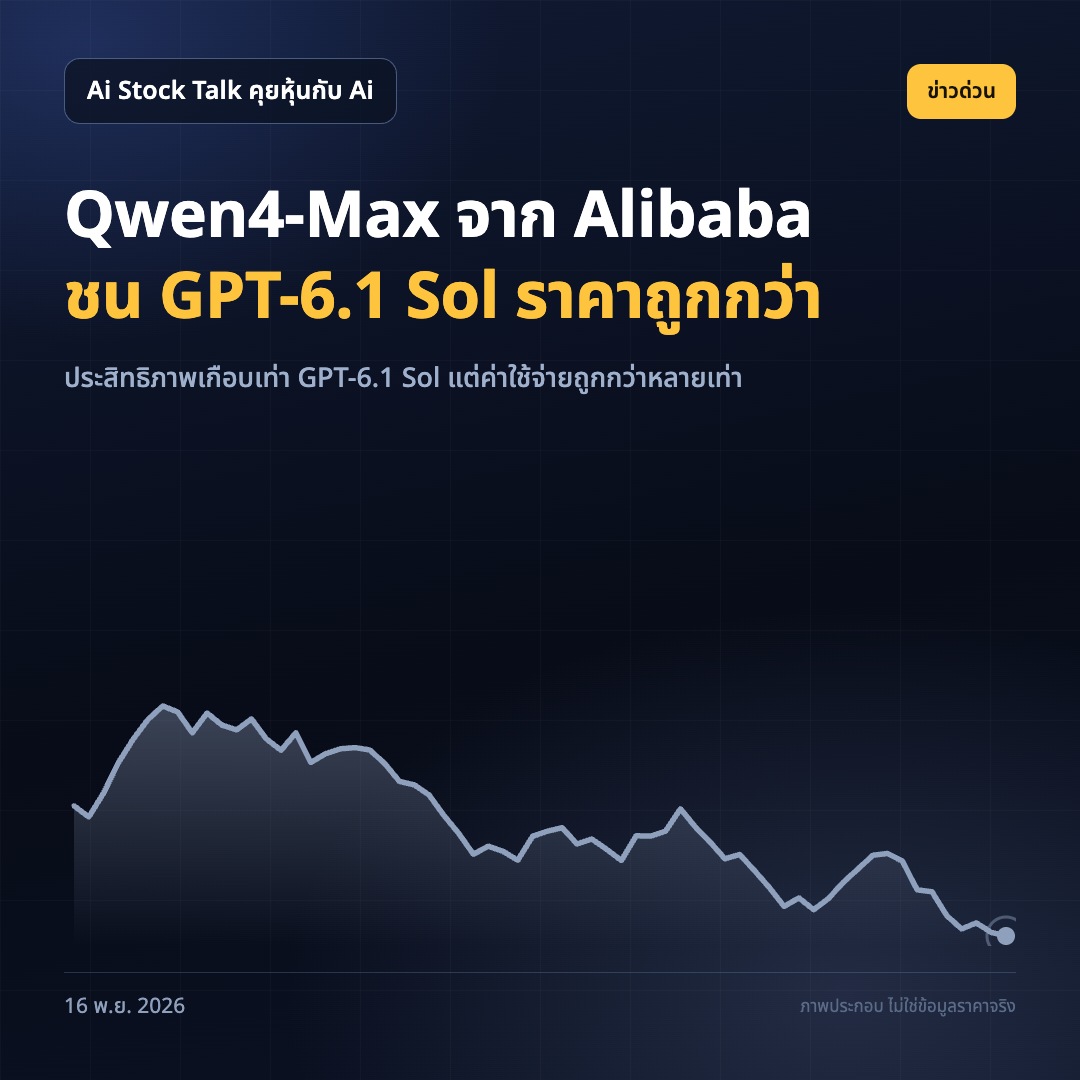 Ai Stock Talk คุยหุ้นกับ Ai
ข่าวด่วน
Qwen4-Max จาก Alibaba
ชน GPT-6.1 Sol ราคาถูกกว่า
ประสิทธิภาพเกือบเท่า GPT-6.1 Sol แต่ค่าใช้จ่ายถูกกว่าหลายเท่า
16 พ.ย. 2026
ภาพประกอบ ไม่ใช่ข้อมูลราคาจริง